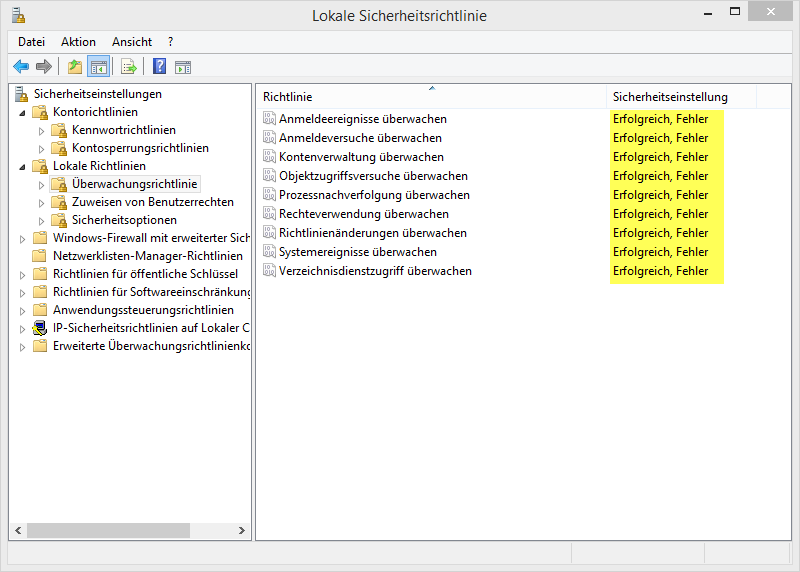 Lokale Sicherheitsrichtlinie
Datei Aktion Ansicht ?
Sicherheitseinstellungen
Kontorichtlinien
Kennwortrichtlinien
Kontosperrungsrichtlinien
Lokale Richtlinien
Überwachungsrichtlinie
Zuweisen von Benutzerrechten
Sicherheitsoptionen
Windows-Firewall mit erweiterter Sich
Netzwerklisten-Manager-Richtlinien
Richtlinien für öffentliche Schlüssel
Richtlinien für Softwareeinschränkung
Anwendungssteuerungsrichtlinien
IP-Sicherheitsrichtlinien auf Lokaler C
Erweiterte Überwachungsrichtlinienko
Richtlinie Sicherheitseinstellung
Anmeldeereignisse überwachen Erfolgreich, Fehler
Anmeldeversuche überwachen Erfolgreich, Fehler
Kontenverwaltung überwachen Erfolgreich, Fehler
Objektzugriffsversuche überwachen Erfolgreich, Fehler
Prozessnachverfolgung überwachen Erfolgreich, Fehler
Rechteverwendung überwachen Erfolgreich, Fehler
Richtlinienänderungen überwachen Erfolgreich, Fehler
Systemereignisse überwachen Erfolgreich, Fehler
Verzeichnisdienstzugriff überwachen Erfolgreich, Fehler